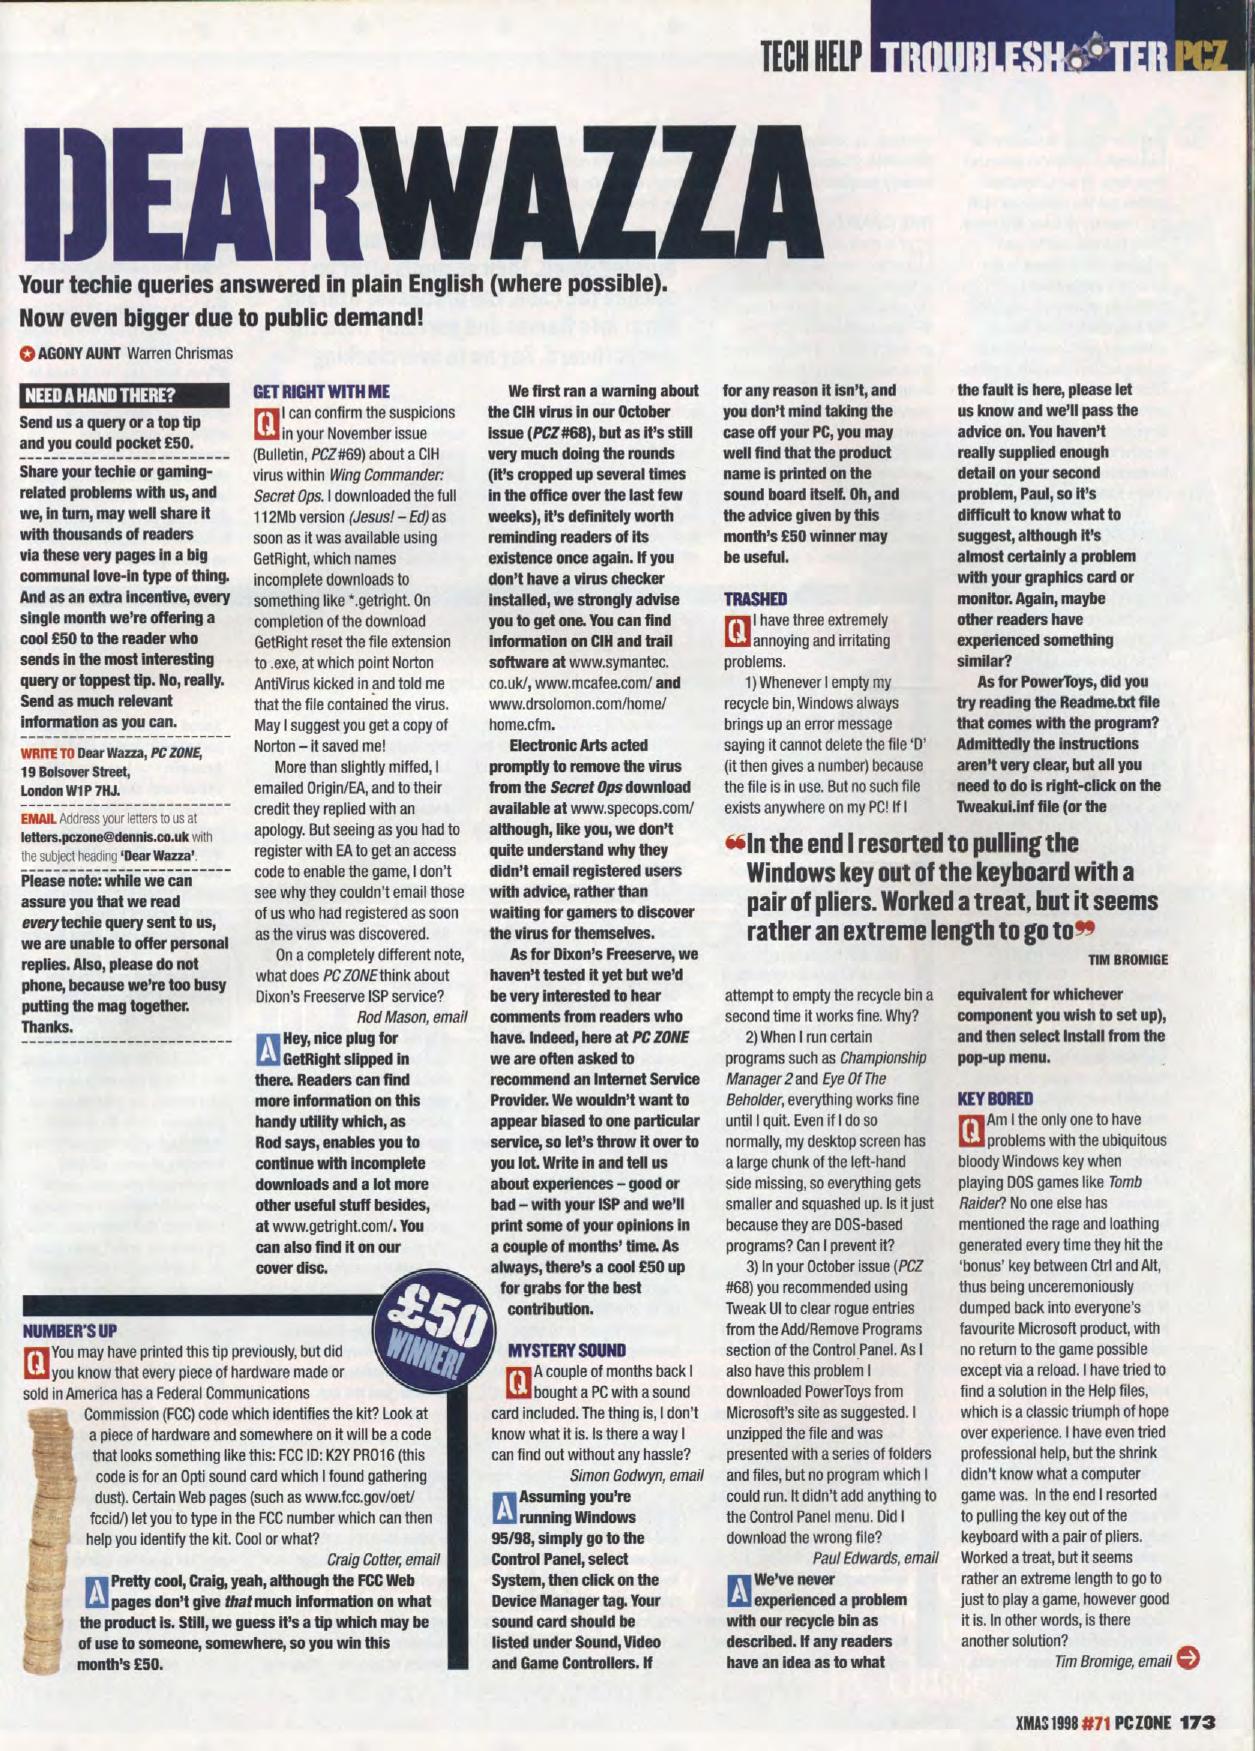 TECH HELP TROUBLESHOOTER PCZ
DEAR WAZZA
Your techie queries answered in plain English (where possible).
Now even bigger due to public demand!
AGONY AUNT Warren Chrismas
NEED A HAND THERE?
Send us a query or a top tip
and you could pocket £50.
Share your techie or gaming-
related problems with us, and
we, in turn, may well share it
with thousands of readers
via these very pages in a big
communal love-in type of thing.
And as an extra incentive, every
single month we're offering a
cool £50 to the reader who
sends in the most interesting
query or toppest tip. No, really.
Send as much relevant
information as you can.
WRITE TO Dear Wazza, PC ZONE,
19 Bolsover Street,
London W1P 7HJ.
EMAIL Address your letters to us at
letters.pczone@dennis.co.uk with
the subject heading 'Dear Wazza'.
Please note: while we can
assure you that we read
every techie query sent to us,
we are unable to offer personal
replies. Also, please do not
phone, because we're too busy
putting the mag together.
Thanks.
GET RIGHT WITH ME
Q I can confirm the suspicions
in your November issue
(Bulletin, PCZ #69) about a CIH
virus within Wing Commander:
Secret Ops. I downloaded the full
112Mb version (Jesus! – Ed) as
soon as it was available using
GetRight, which names
incomplete downloads to
something like *.getright. On
completion of the download
GetRight reset the file extension
to .exe, at which point Norton
AntiVirus kicked in and told me
that the file contained the virus.
May I suggest you get a copy of
Norton – it saved me!
More than slightly miffed, I
emailed Origin/EA, and to their
credit they replied with an
apology. But seeing as you had to
register with EA to get an access
code to enable the game, I don't
see why they couldn't email those
of us who had registered as soon
as the virus was discovered.
On a completely different note,
what does PC ZONE think about
Dixon's Freeserve ISP service?
Rod Mason, email
A Hey, nice plug for
GetRight slipped in
there. Readers can find
more information on this
handy utility which, as
Rod says, enables you to
continue with incomplete
downloads and a lot more
other useful stuff besides,
at www.getright.com/. You
can also find it on our
cover disc.
We first ran a warning about
the CIH virus in our October
issue (PCZ #68), but as it's still
very much doing the rounds
(it's cropped up several times
in the office over the last few
weeks), it's definitely worth
reminding readers of its
existence once again. If you
don't have a virus checker
installed, we strongly advise
you to get one. You can find
information on CIH and trail
software at www.symantec.
co.uk/, www.mcafee.com/ and
www.drsolomon.com/home/
home.cfm.
Electronic Arts acted
promptly to remove the virus
from the Secret Ops download
available at www.specops.com/
although, like you, we don't
quite understand why they
didn't email registered users
with advice, rather than
waiting for gamers to discover
the virus for themselves.
As for Dixon's Freeserve, we
haven't tested it yet but we'd
be very interested to hear
comments from readers who
have. Indeed, here at PC ZONE
we are often asked to
recommend an Internet Service
Provider. We wouldn't want to
appear biased to one particular
service, so let's throw it over to
you lot. Write in and tell us
about experiences – good or
bad – with your ISP and we'll
print some of your opinions in
a couple of months' time. As
always, there's a cool £50 up
for grabs for the best
contribution.
£50
WINNER!
NUMBER'S UP
Q You may have printed this tip previously, but did
you know that every piece of hardware made or
sold in America has a Federal Communications
Commission (FCC) code which identifies the kit? Look at
a piece of hardware and somewhere on it will be a code
that looks something like this: FCC ID: K2Y PRO16 (this
code is for an Opti sound card which I found gathering
dust). Certain Web pages (such as www.fcc.gov/oet/
fccid/) let you to type in the FCC number which can then
help you identify the kit. Cool or what?
Craig Cotter, email
A Pretty cool, Craig, yeah, although the FCC Web
pages don't give that much information on what
the product is. Still, we guess it's a tip which may be
of use to someone, somewhere, so you win this
month's £50.
MYSTERY SOUND
Q A couple of months back I
bought a PC with a sound
card included. The thing is, I don't
know what it is. Is there a way I
can find out without any hassle?
Simon Godwyn, email
A Assuming you're
running Windows
95/98, simply go to the
Control Panel, select
System, then click on the
Device Manager tag. Your
sound card should be
listed under Sound, Video
and Game Controllers. If
for any reason it isn't, and
you don't mind taking the
case off your PC, you may
well find that the product
name is printed on the
sound board itself. Oh, and
the advice given by this
month's £50 winner may
be useful.
TRASHED
Q I have three extremely
annoying and irritating
problems.
1) Whenever I empty my
recycle bin, Windows always
brings up an error message
saying it cannot delete the file 'D'
(it then gives a number) because
the file is in use. But no such file
exists anywhere on my PC! If I
attempt to empty the recycle bin a
second time it works fine. Why?
2) When I run certain
programs such as Championship
Manager 2 and Eye Of The
Beholder, everything works fine
until I quit. Even if I do so
normally, my desktop screen has
a large chunk of the left-hand
side missing, so everything gets
smaller and squashed up. Is it just
because they are DOS-based
programs? Can I prevent it?
3) In your October issue (PCZ
#68) you recommended using
Tweak UI to clear rogue entries
from the Add/Remove Programs
section of the Control Panel. As I
also have this problem I
downloaded PowerToys from
Microsoft's site as suggested. I
unzipped the file and was
presented with a series of folders
and files, but no program which I
could run. It didn't add anything to
the Control Panel menu. Did I
download the wrong file?
Paul Edwards, email
A We've never
experienced a problem
with our recycle bin as
described. If any readers
have an idea as to what
the fault is here, please let
us know and we'll pass the
advice on. You haven't
really supplied enough
detail on your second
problem, Paul, so it's
difficult to know what to
suggest, although it's
almost certainly a problem
with your graphics card or
monitor. Again, maybe
other readers have
experienced something
similar?
As for PowerToys, did you
try reading the Readme.txt file
that comes with the program?
Admittedly the instructions
aren't very clear, but all you
need to do is right-click on the
Tweakui.inf file (or the
equivalent for whichever
component you wish to set up),
and then select Install from the
pop-up menu.
“In the end I resorted to pulling the
Windows key out of the keyboard with a
pair of pliers. Worked a treat, but it seems
rather an extreme length to go to”
TIM BROMIGE
KEY BORED
Q Am I the only one to have
problems with the ubiquitous
bloody Windows key when
playing DOS games like Tomb
Raider? No one else has
mentioned the rage and loathing
generated every time they hit the
'bonus' key between Ctrl and Alt,
thus being unceremoniously
dumped back into everyone's
favourite Microsoft product, with
no return to the game possible
except via a reload. I have tried to
find a solution in the Help files,
which is a classic triumph of hope
over experience. I have even tried
professional help, but the shrink
didn't know what a computer
game was. In the end I resorted
to pulling the key out of the
keyboard with a pair of pliers.
Worked a treat, but it seems
rather an extreme length to go to
just to play a game, however good
it is. In other words, is there
another solution?
Tim Bromige, email
XMAS 1998 #71 PC ZONE 173